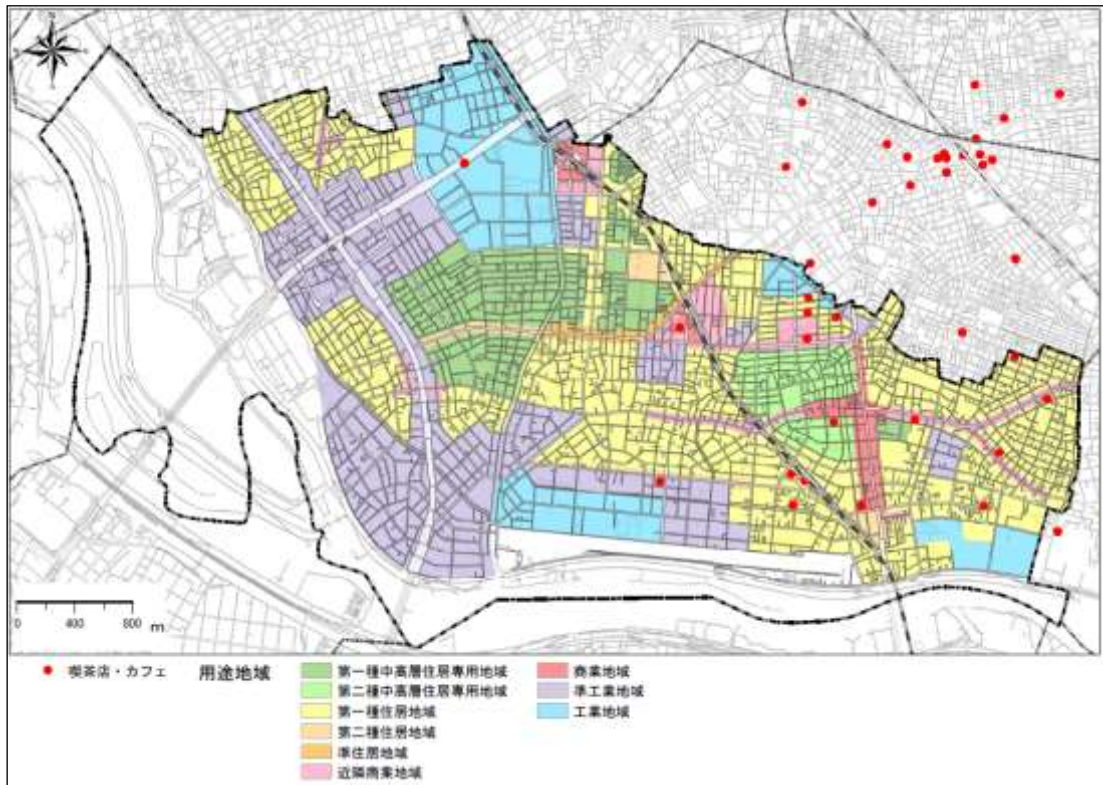 0 400 800 m
喫茶店・カフェ
用途地域
第一種中高層住居専用地域
第二種中高層住居専用地域
第一種住居地域
第二種住居地域
準住居地域
近隣商業地域
商業地域
準工業地域
工業地域